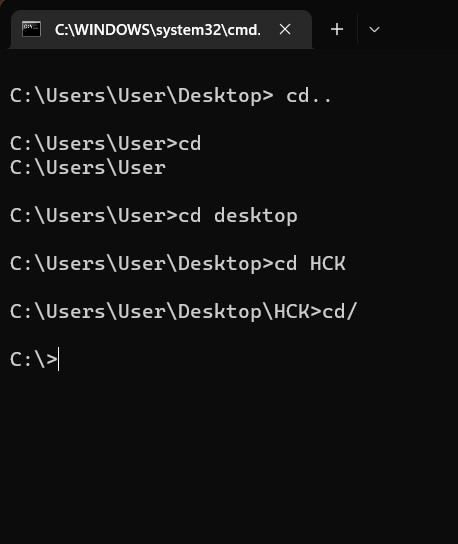 C:\WINDOWS\system32\cmd.
C:\Users\User\Desktop> cd..
C:\Users\User>cd
C:\Users\User
C:\Users\User>cd desktop
C:\Users\User\Desktop>cd HCK
C:\Users\User\Desktop\HCK>cd/
C:\>